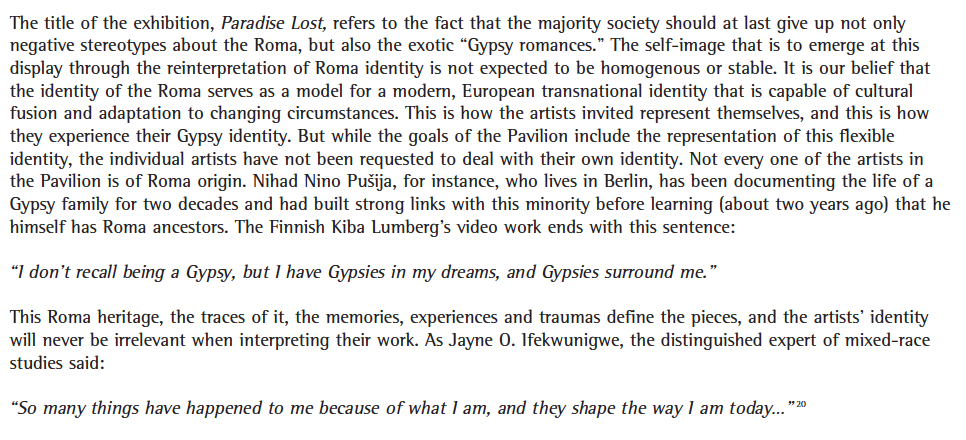 The title of the exhibition, Paradise Lost, refers to the fact that the majority society should at last give up not only
negative stereotypes about the Roma, but also the exotic “Gypsy romances.” The self-image that is to emerge at this
display through the reinterpretation of Roma identity is not expected to be homogenous or stable. It is our belief that
the identity of the Roma serves as a model for a modern, European transnational identity that is capable of cultural
fusion and adaptation to changing circumstances. This is how the artists invited represent themselves, and this is how
they experience their Gypsy identity. But while the goals of the Pavilion include the representation of this flexible
identity, the individual artists have not been requested to deal with their own identity. Not every one of the artists in
the Pavilion is of Roma origin. Nihad Nino Pušija, for instance, who lives in Berlin, has been documenting the life of a
Gypsy family for two decades and had built strong links with this minority before learning (about two years ago) that he
himself has Roma ancestors. The Finnish Kiba Lumberg’s video work ends with this sentence:
“I don’t recall being a Gypsy, but I have Gypsies in my dreams, and Gypsies surround me.”
This Roma heritage, the traces of it, the memories, experiences and traumas define the pieces, and the artists’ identity
will never be irrelevant when interpreting their work. As Jayne O. Ifekwunigwe, the distinguished expert of mixed-race
studies said:
“So many things have happened to me because of what I am, and they shape the way I am today...”20